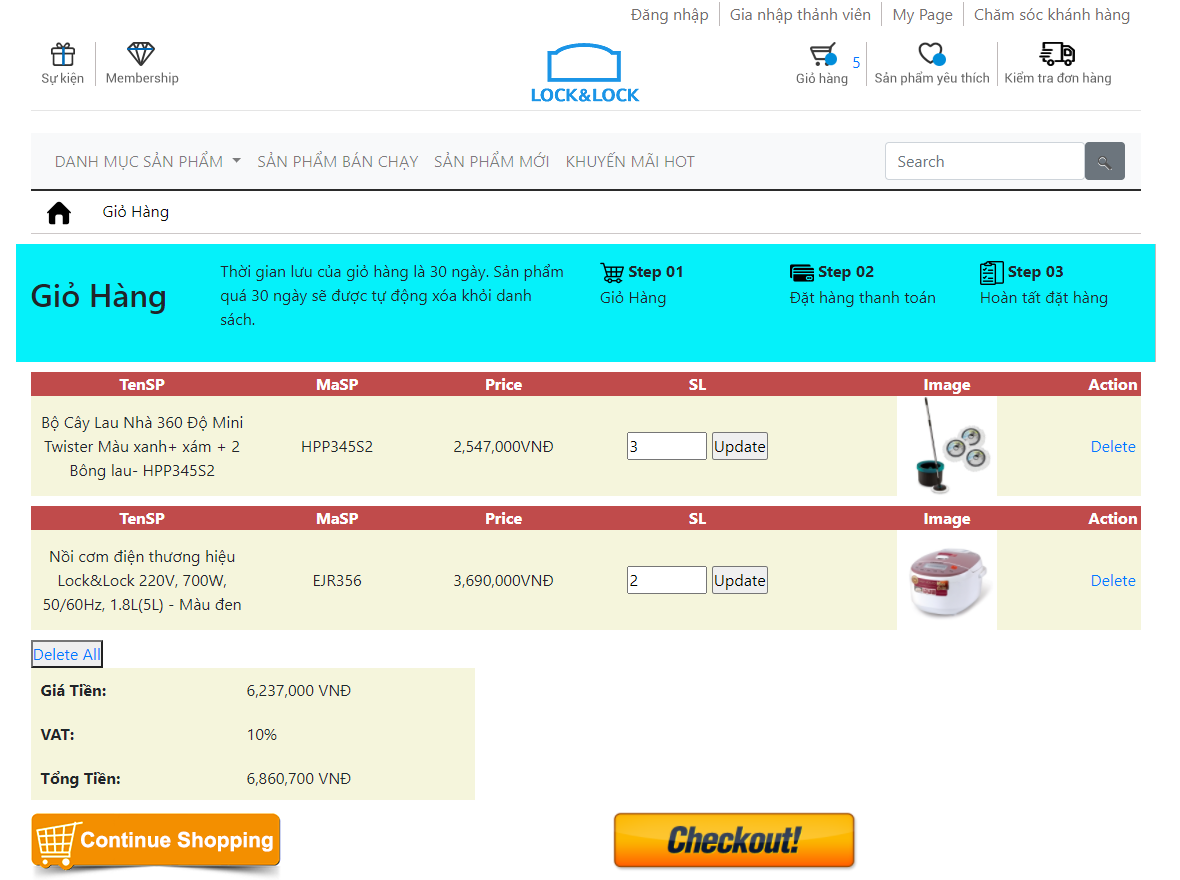 Đăng nhập Gia nhập thành viên My Page Chăm sóc khánh hàng
Sự kiện Membership
LOCK&LOCK
5
Giỏ hàng Sản phẩm yêu thích Kiểm tra đơn hàng
DANH MỤC SẢN PHẨM SẢN PHẨM BÁN CHẠY SẢN PHẨM MỚI KHUYẾN MÃI HOT Search
Giỏ Hàng
Giỏ Hàng
Thời gian lưu của giỏ hàng là 30 ngày. Sản phẩm
quá 30 ngày sẽ được tự động xóa khỏi danh
sách.
Step 01
Giỏ Hàng
Step 02
Đặt hàng thanh toán
Step 03
Hoàn tất đặt hàng
TenSP MaSP Price SL Image Action
Bộ Cây Lau Nhà 360 Độ Mini
Twister Màu xanh+ xám + 2
Bông lau- HPP345S2
HPP345S2 2,547,000VNĐ 3 Update Delete
TenSP MaSP Price SL Image Action
Nồi cơm điện thương hiệu
Lock&Lock 220V, 700W,
50/60Hz, 1.8L(5L) - Màu đen
EJR356 3,690,000VNĐ 2 Update Delete
Delete All
Giá Tiền: 6,237,000 VNĐ
VAT: 10%
Tổng Tiền: 6,860,700 VNĐ
Continue Shopping Checkout!